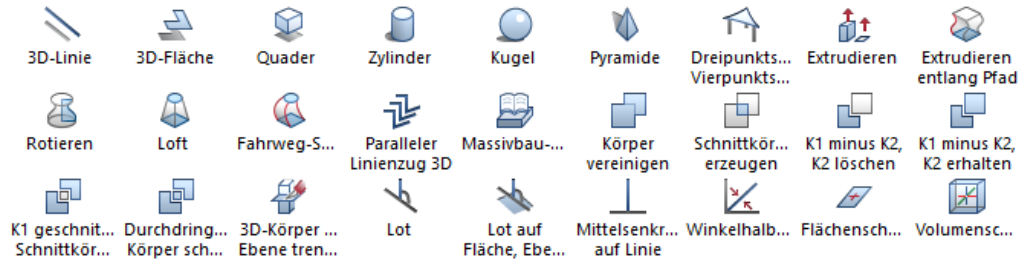 3D-Linie
3D-Fläche
Quader
Zylinder
Kugel
Pyramide
Dreipunkts...
Vierpunkts...
Extrudieren
Extrudieren
entlang Pfad
Rotieren
Loft
Fahrweg-S...
Paralleler
Linienzug 3D
Massivbau-...
Körper
vereinigen
Schnittkör...
erzeugen
K1 minus K2,
K2 löschen
K1 minus K2,
K2 erhalten
K1 geschnit...
Schnittkör...
Durchdring...
Körper sch...
3D-Körper ...
Ebene tren...
Lot
Lot auf
Fläche, Ebe...
Mittelsenkr...
auf Linie
Winkelhalb...
Flächensch...
Volumensc...